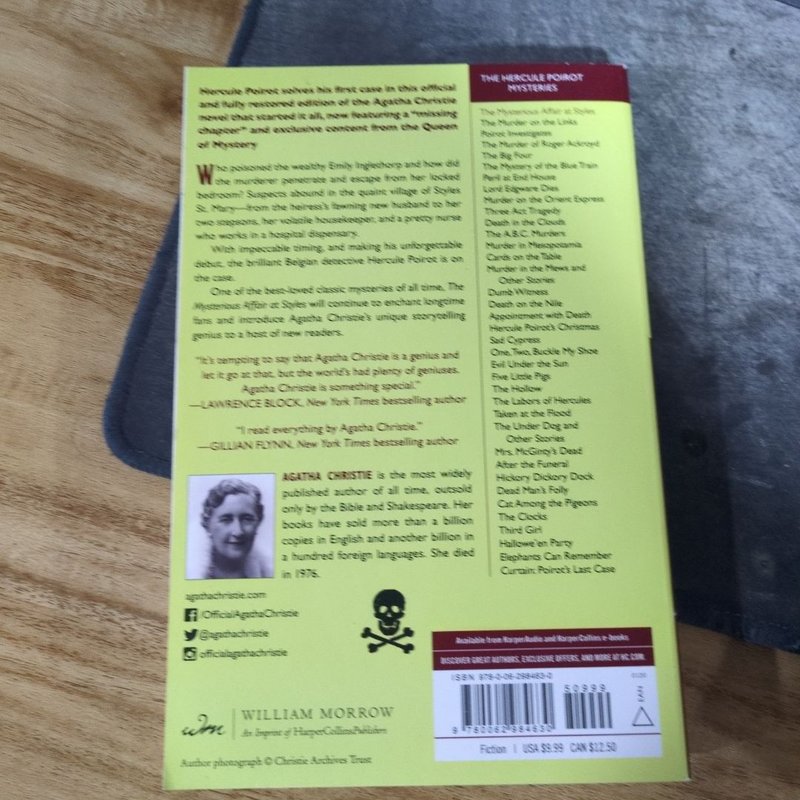 Hercule Poirot solves his first case in this official
and fully restored edition of the Agatha Christie
novel that started it all, now featuring a "missing
chapter" and exclusive content from the Queen
of Mystery
Who poisoned the wealthy Emily Inglethorp and how did
the murderer penetrate and escape from her locked
bedroom? Suspects abound in the quaint village of Styles
St. Mary—from the heiress's fawning new husband to her
two stepsons, her volatile housekeeper, and a pretty nurse
who works in a hospital dispensary.
With impeccable timing, and making his unforgettable
debut, the brilliant Belgian detective Hercule Poirot is on
the case.
One of the best-loved classic mysteries of all time, The
Mysterious Affair at Styles will continue to enchant longtime
fans and introduce Agatha Christie's unique storytelling
genius to a host of new readers.
"It's tempting to say that Agatha Christie is a genius and
let it go at that, but the world's had plenty of geniuses.
Agatha Christie is something special."
—LAWRENCE BLOCK, New York Times bestselling author
"I read everything by Agatha Christie."
—GILLIAN FLYNN, New York Times bestselling author
AGATHA CHRISTIE is the most widely
published author of all time, outsold
only by the Bible and Shakespeare. Her
books have sold more than a billion
copies in English and another billion in
a hundred foreign languages. She died
in 1976.
agathachristie.com
/OfficialAgathaChristie
@agathachristie
officialagathachristie
WILLIAM MORROW
An Imprint of HarperCollinsPublishers
Author photograph © Christie Archives Trust
THE HERCULE POIROT
MYSTERIES
The Mysterious Affair at Styles
The Murder on the Links
Poirot Investigates
The Murder of Roger Ackroyd
The Big Four
The Mystery of the Blue Train
Peril at End House
Lord Edgware Dies
Murder on the Orient Express
Three Act Tragedy
Death in the Clouds
The A.B.C. Murders
Murder in Mesopotamia
Cards on the Table
Murder in the Mews and
Other Stories
Dumb Witness
Death on the Nile
Appointment with Death
Hercule Poirot's Christmas
Sad Cypress
One, Two, Buckle My Shoe
Evil Under the Sun
Five Little Pigs
The Hollow
The Labors of Hercules
Taken at the Flood
The Under Dog and
Other Stories
Mrs. McGinty's Dead
After the Funeral
Hickory Dickory Dock
Dead Man's Folly
Cat Among the Pigeons
The Clocks
Third Girl
Hallowe'en Party
Elephants Can Remember
Curtain: Poirot's Last Case
Available from HarperAudio and HarperCollins e-books
DISCOVER GREAT AUTHORS, EXCLUSIVE OFFERS, AND MORE AT HC.COM.
ISBN 978-0-06-298463-0
50999
EAN
9 780062 984630
Fiction | USA $9.99 CAN $12.50